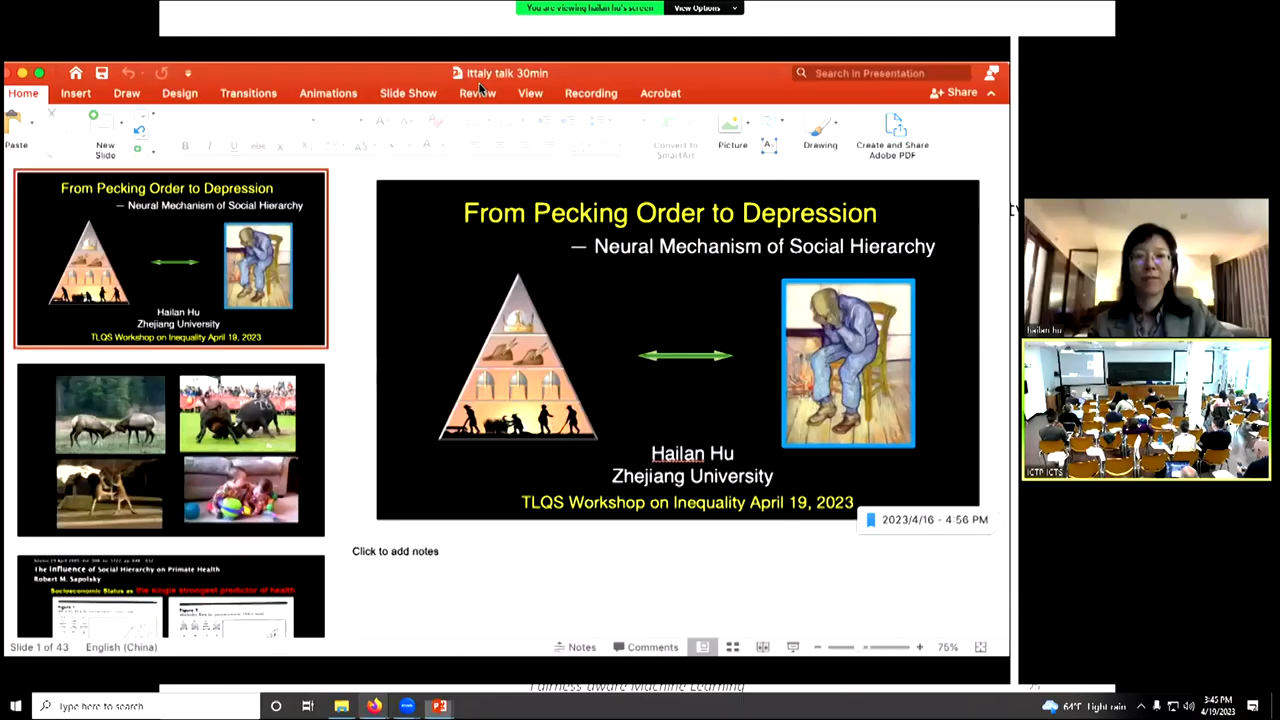 You are viewing hailan hu's screen
View Options
Ittaly talk 30min
Search in Presentation
Home
Insert
Draw
Design
Transitions
Animations
Slide Show
Review
View
Recording
Acrobat
Share
Paste
New
Slide
Convert to
SmartArt
Picture
Drawing
Create and Share
Adobe PDF
From Pecking Order to Depression
— Neural Mechanism of Social Hierarchy
Hailan Hu
Zhejiang University
TLQS Workshop on Inequality April 19, 2023
The Influence of Social Hierarchy on Primate Health
Robert M. Sapolsky
Socioeconomic Status as the single strongest predictor of health
From Pecking Order to Depression
— Neural Mechanism of Social Hierarchy
Hailan Hu
Zhejiang University
TLQS Workshop on Inequality April 19, 2023
2023/4/16 - 4:56 PM
Click to add notes
hailan hu
ICTP ICTS
Slide 1 of 43
English (China)
Notes
Comments
75%
Fairness-aware Machine Learning
Type here to search
64°F Light rain
3:45 PM
4/19/2023